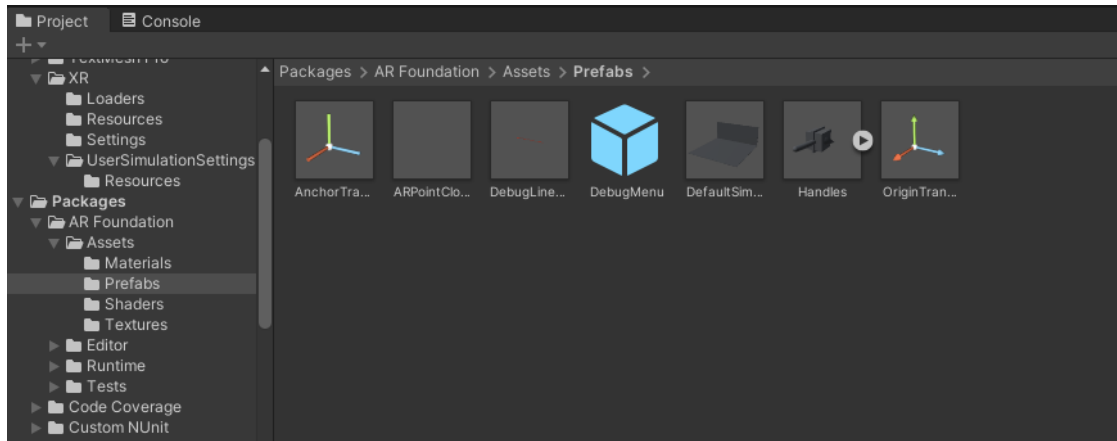 Project Console
Packages > AR Foundation > Assets > Prefabs >
XR
Loaders
Resources
Settings
UserSimulationSettings
Resources
Packages
AR Foundation
Assets
Materials
Prefabs
Shaders
Textures
Editor
Runtime
Tests
Code Coverage
Custom NUnit
AnchorTra... ARPointClo... DebugLine... DebugMenu DefaultSim... Handles OriginTran...